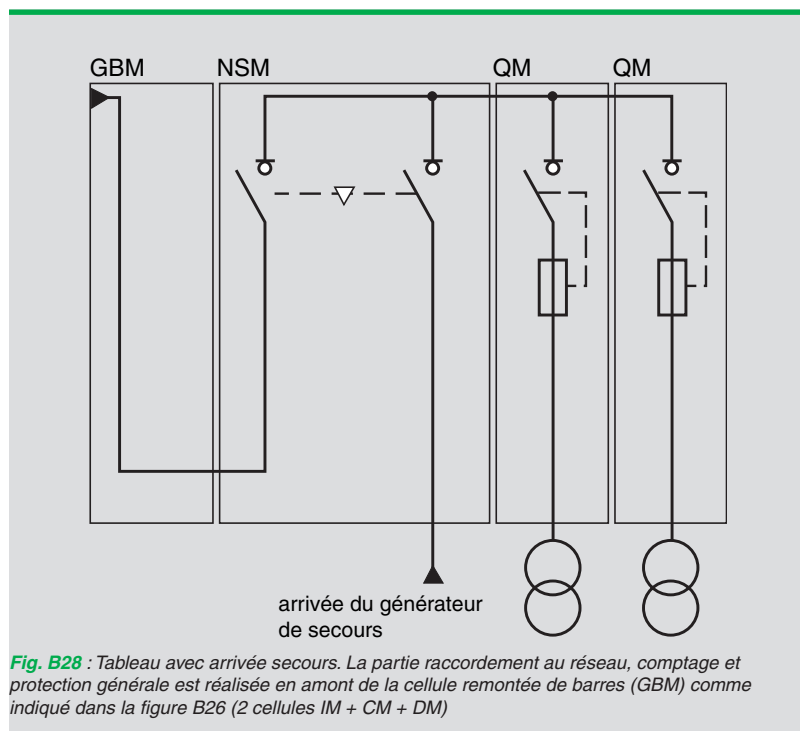 GBM NSM QM QM
arrivée du générateur
de secours
Fig. B28 : Tableau avec arrivée secours. La partie raccordement au réseau, comptage et
protection générale est réalisée en amont de la cellule remontée de barres (GBM) comme
indiqué dans la figure B26 (2 cellules IM + CM + DM)